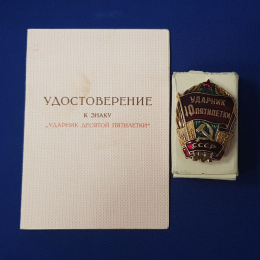 УДОСТОВЕРЕНИЕ
К ЗНАКУ
„УДАРНИК ДЕСЯТОЙ ПЯТИЛЕТКИ"
УДАРНИК
10 ПЯТИЛЕТКИ
СССР